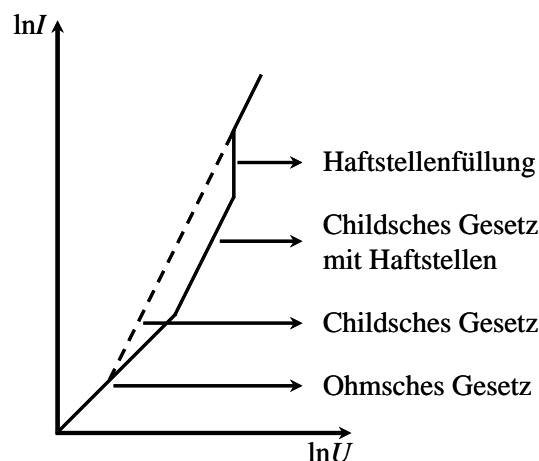 lnI
Haftstellenfüllung
Childsches Gesetz
mit Haftstellen
Childsches Gesetz
Ohmsches Gesetz
lnU